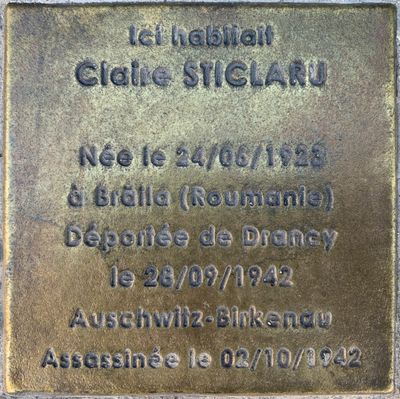 Ici habitait
Claire STICLARU
Née le 24/06/1923
à Brăila (Roumanie)
Déportée de Drancy
le 28/09/1942
Auschwitz-Birkenau
Assassinée le 02/10/1942